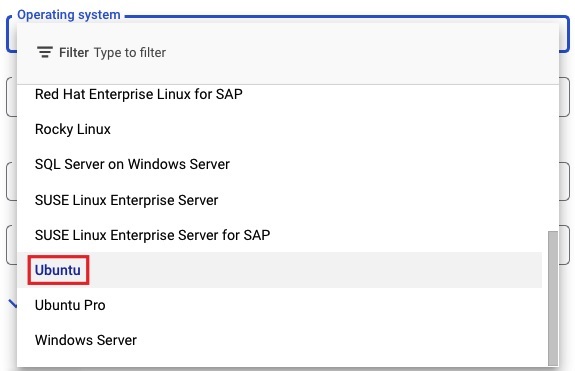 Operating system
Filter Type to filter
Red Hat Enterprise Linux for SAP
Rocky Linux
SQL Server on Windows Server
SUSE Linux Enterprise Server
SUSE Linux Enterprise Server for SAP
Ubuntu
Ubuntu Pro
Windows Server